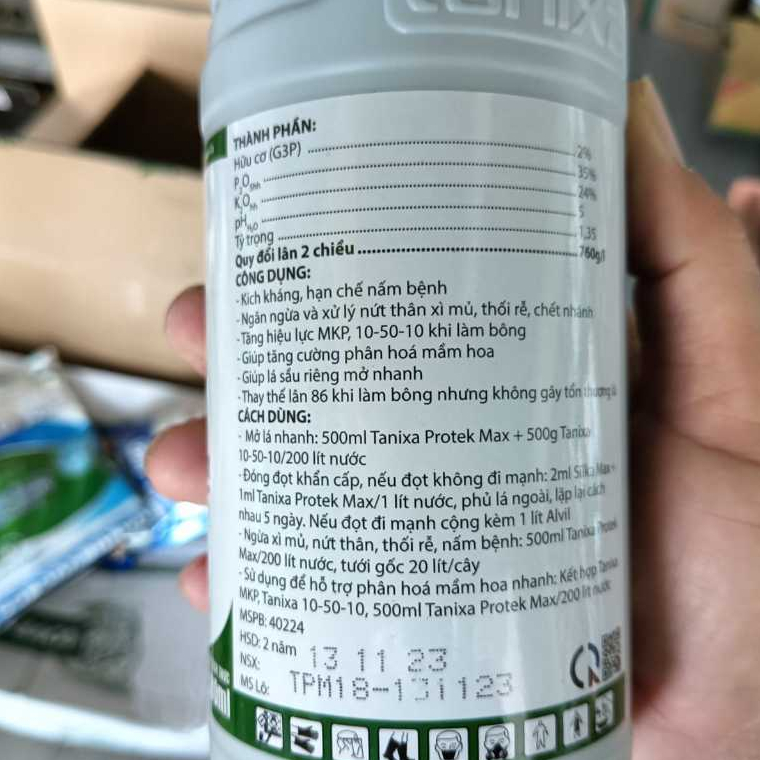 tanixa
THÀNH PHẦN:
Hữu cơ (G3P) 2%
P2O5hh 35%
K2Ohh 24%
pHH2O 5
Tỷ trọng 1,35
Quy đổi lân 2 chiều 760g/l
CÔNG DỤNG:
-Kích kháng, hạn chế nấm bệnh
-Ngăn ngừa và xử lý nứt thân xì mủ, thối rễ, chết nhánh
-Tăng hiệu lực MKP, 10-50-10 khi làm bông
-Giúp tăng cường phân hoá mầm hoa
-Giúp lá sầu riêng mở nhanh
-Thay thế lân 86 khi làm bông nhưng không gây tổn thương
CÁCH DÙNG:
- Mở lá nhanh: 500ml Tanixa Protek Max + 500g Tanixa
10-50-10/200 lít nước
-Đóng đọt khẩn cấp, nếu đọt không đi mạnh: 2ml Silka Max+
1ml Tanixa Protek Max/1 lít nước, phủ lá ngoài, lặp lại cách
nhau 5 ngày. Nếu đọt đi mạnh cộng kèm 1 lít Alvil
- Ngừa xì mủ, nứt thân, thối rễ, nấm bệnh: 500ml Tanixa Protek
Max/200 lít nước, tưới gốc 20 lít/cây
- Sử dụng để hỗ trợ phân hoá mầm hoa nhanh: Kết hợp Tanixa
MKP, Tanixa 10-50-10, 500ml Tanixa Protek Max/200 lít nước
MSPB: 40224
HSD: 2 năm
NSX: 13 11 23
MS Lô: TPM18-131123